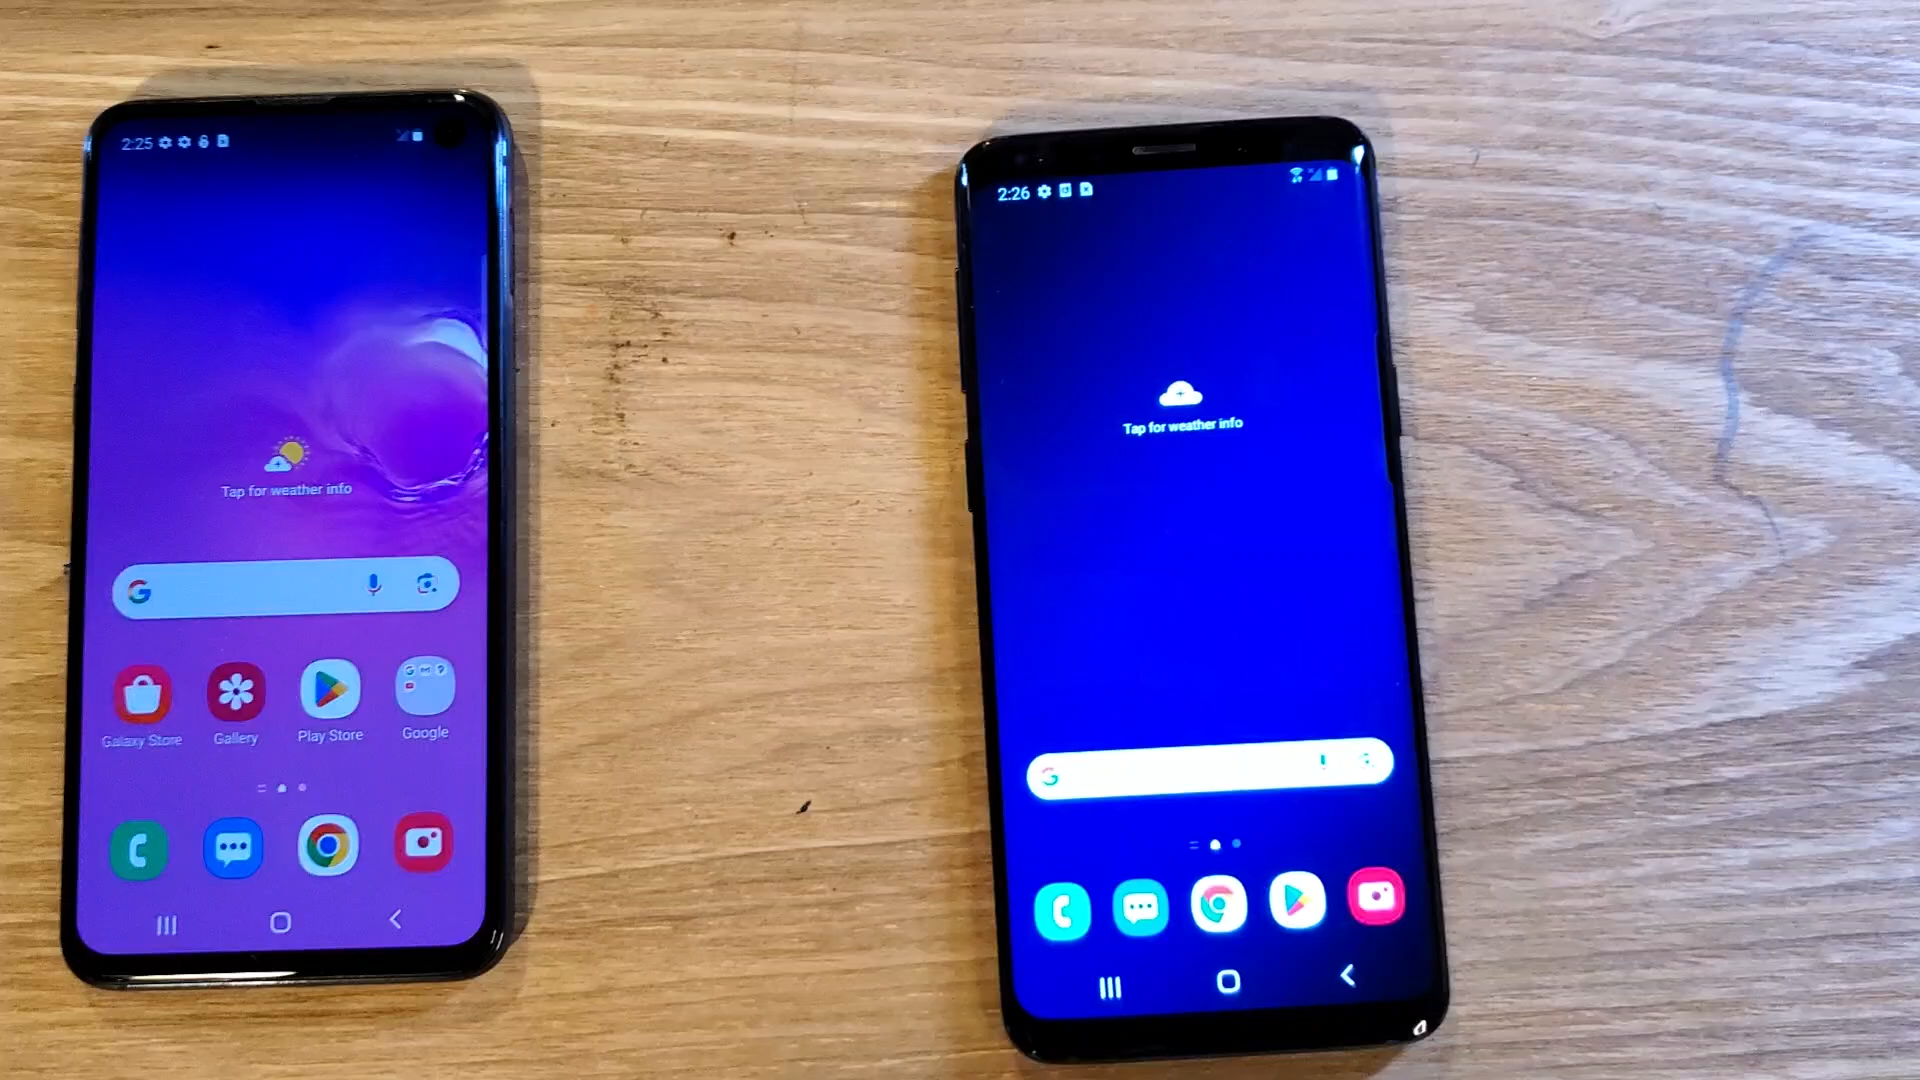 2:25
Tap for weather info
Galaxy Store
Gallery
Play Store
Google
2:26
Tap for weather info